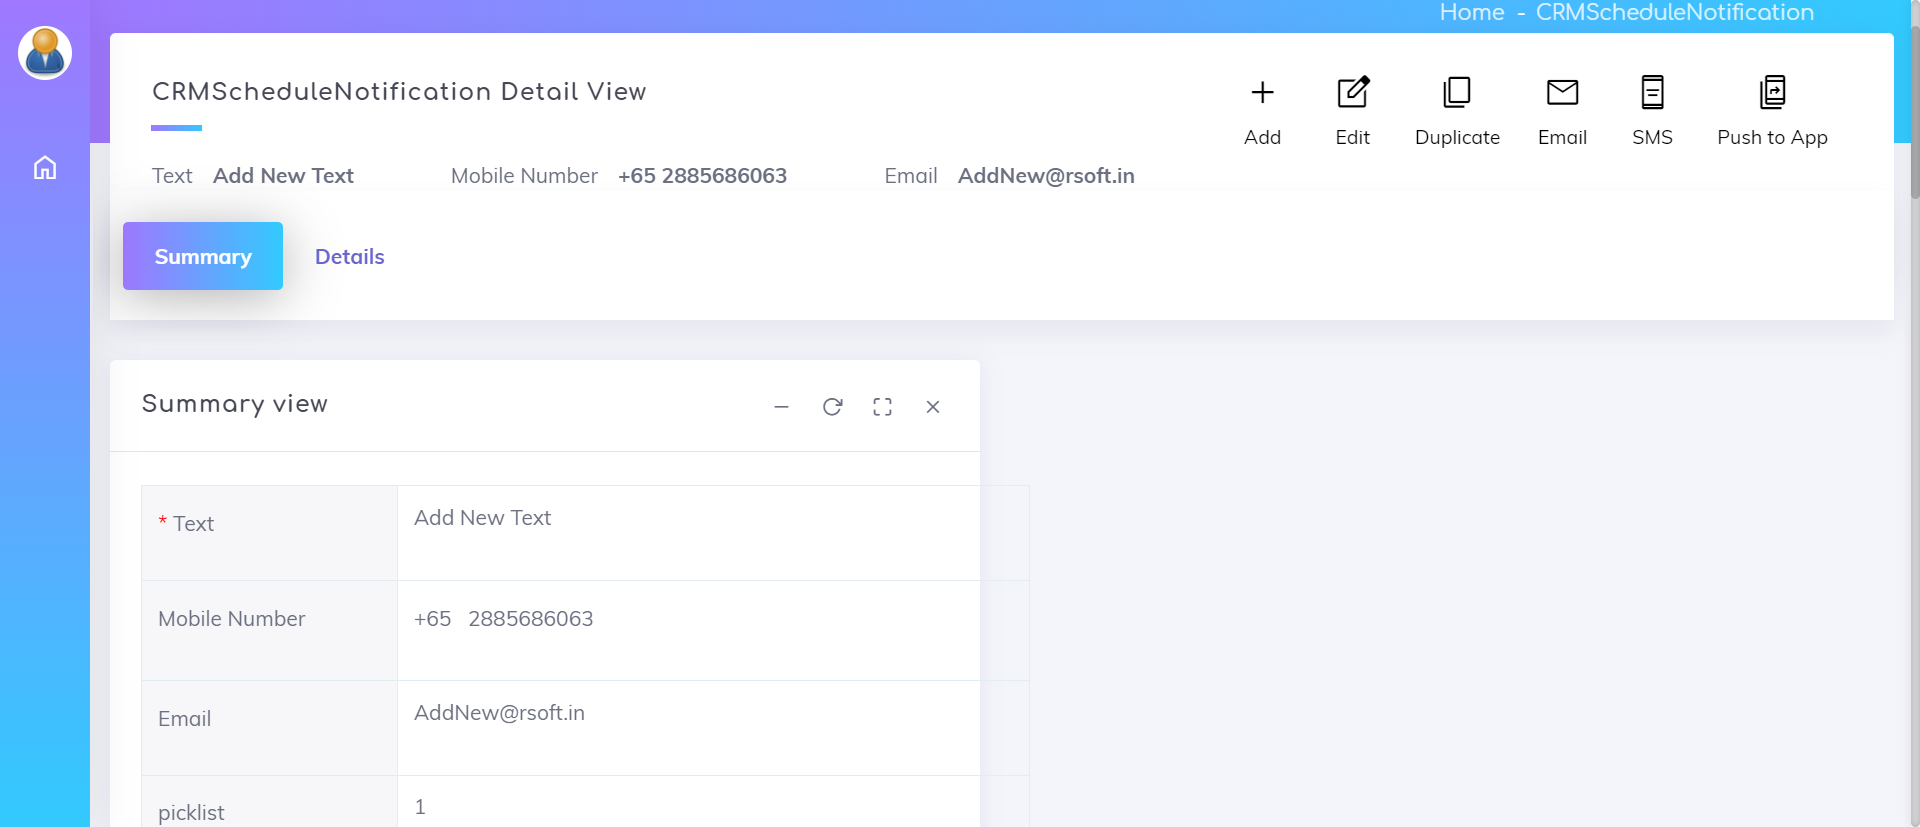 Home - CRMScheduleNotification
CRMScheduleNotification Detail View
Add Edit Duplicate Email SMS Push to App
Text Add New Text Mobile Number +65 2885686063 Email AddNew@rsoft.in
Summary Details
Summary view
* Text Add New Text
Mobile Number +65 2885686063
Email AddNew@rsoft.in
picklist 1